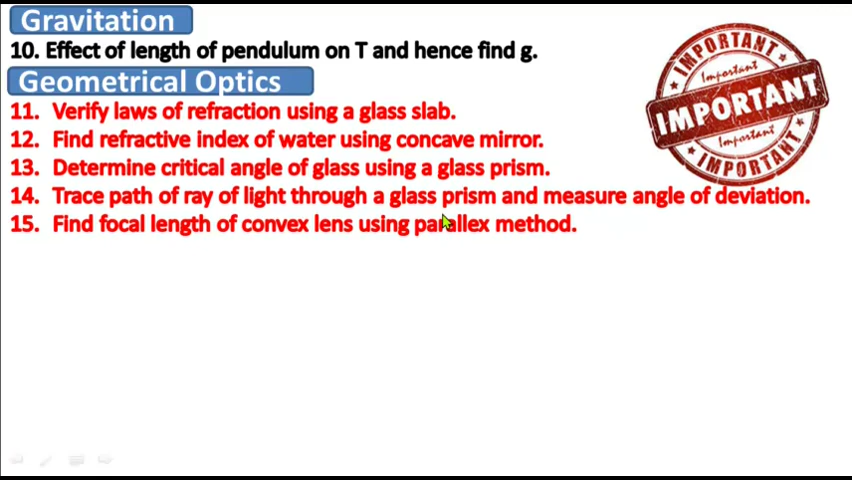 Gravitation
10. Effect of length of pendulum on T and hence find g.
Geometrical Optics
11. Verify laws of refraction using a glass slab.
12. Find refractive index of water using concave mirror.
13. Determine critical angle of glass using a glass prism.
14. Trace path of ray of light through a glass prism and measure angle of deviation.
15. Find focal length of convex lens using parallex method.
IMPORTANT
Important
IMPORTANT
Important
IMPORTANT